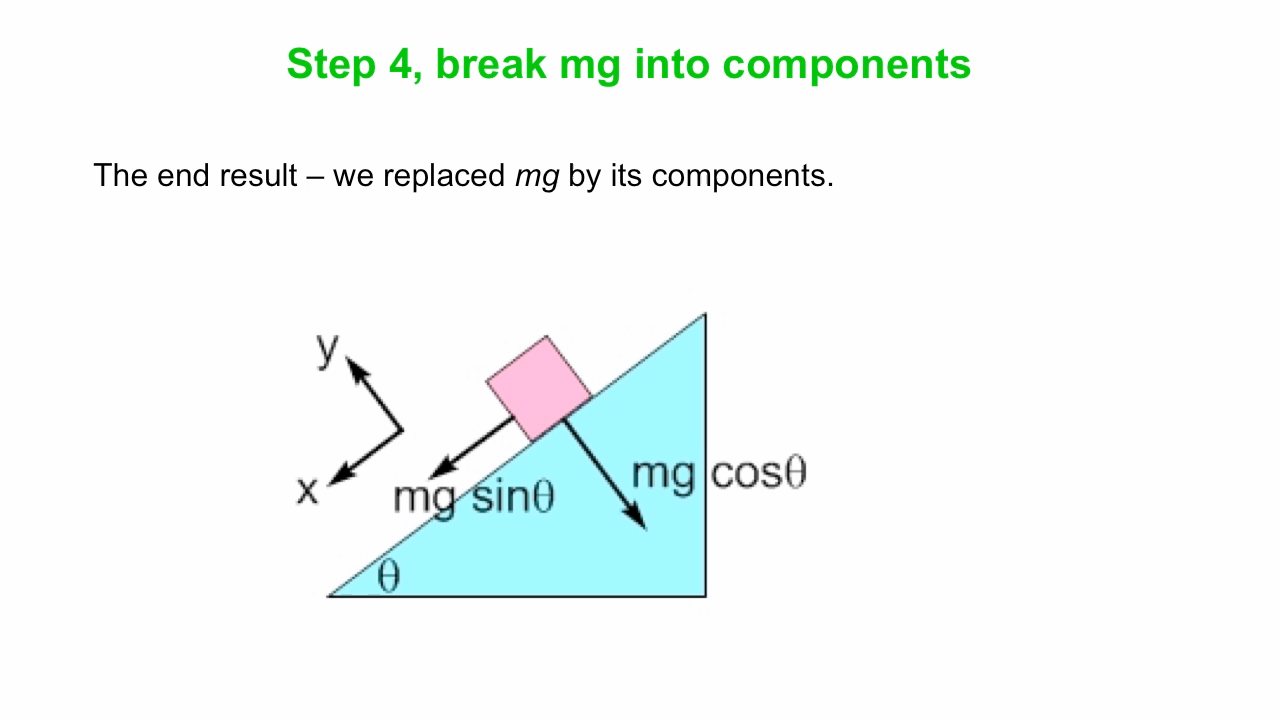 Step 4, break mg into components
The end result – we replaced mg by its components.
y
x
mg sinθ
mg cosθ
θ